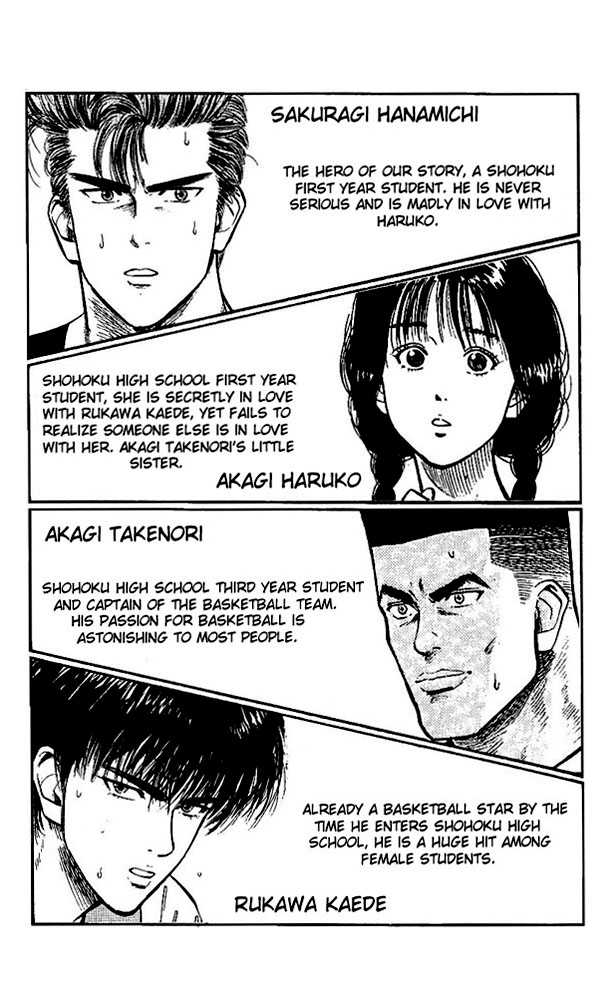 SAKURAGI HANAMICHI
THE HERO OF OUR STORY, A SHOHOKU
FIRST YEAR STUDENT. HE IS NEVER
SERIOUS AND IS MADLY IN LOVE WITH
HARUKO.
SHOHOKU HIGH SCHOOL FIRST YEAR
STUDENT, SHE IS SECRETLY IN LOVE
WITH RUKAWA KAEDE, YET FAILS TO
REALIZE SOMEONE ELSE IS IN LOVE
WITH HER. AKAGI TAKENORI'S LITTLE
SISTER.
AKAGI HARUKO
AKAGI TAKENORI
SHOHOKU HIGH SCHOOL THIRD YEAR STUDENT
AND CAPTAIN OF THE BASKETBALL TEAM.
HIS PASSION FOR BASKETBALL IS
ASTONISHING TO MOST PEOPLE.
ALREADY A BASKETBALL STAR BY THE
TIME HE ENTERS SHOHOKU HIGH
SCHOOL, HE IS A HUGE HIT AMONG
FEMALE STUDENTS.
RUKAWA KAEDE